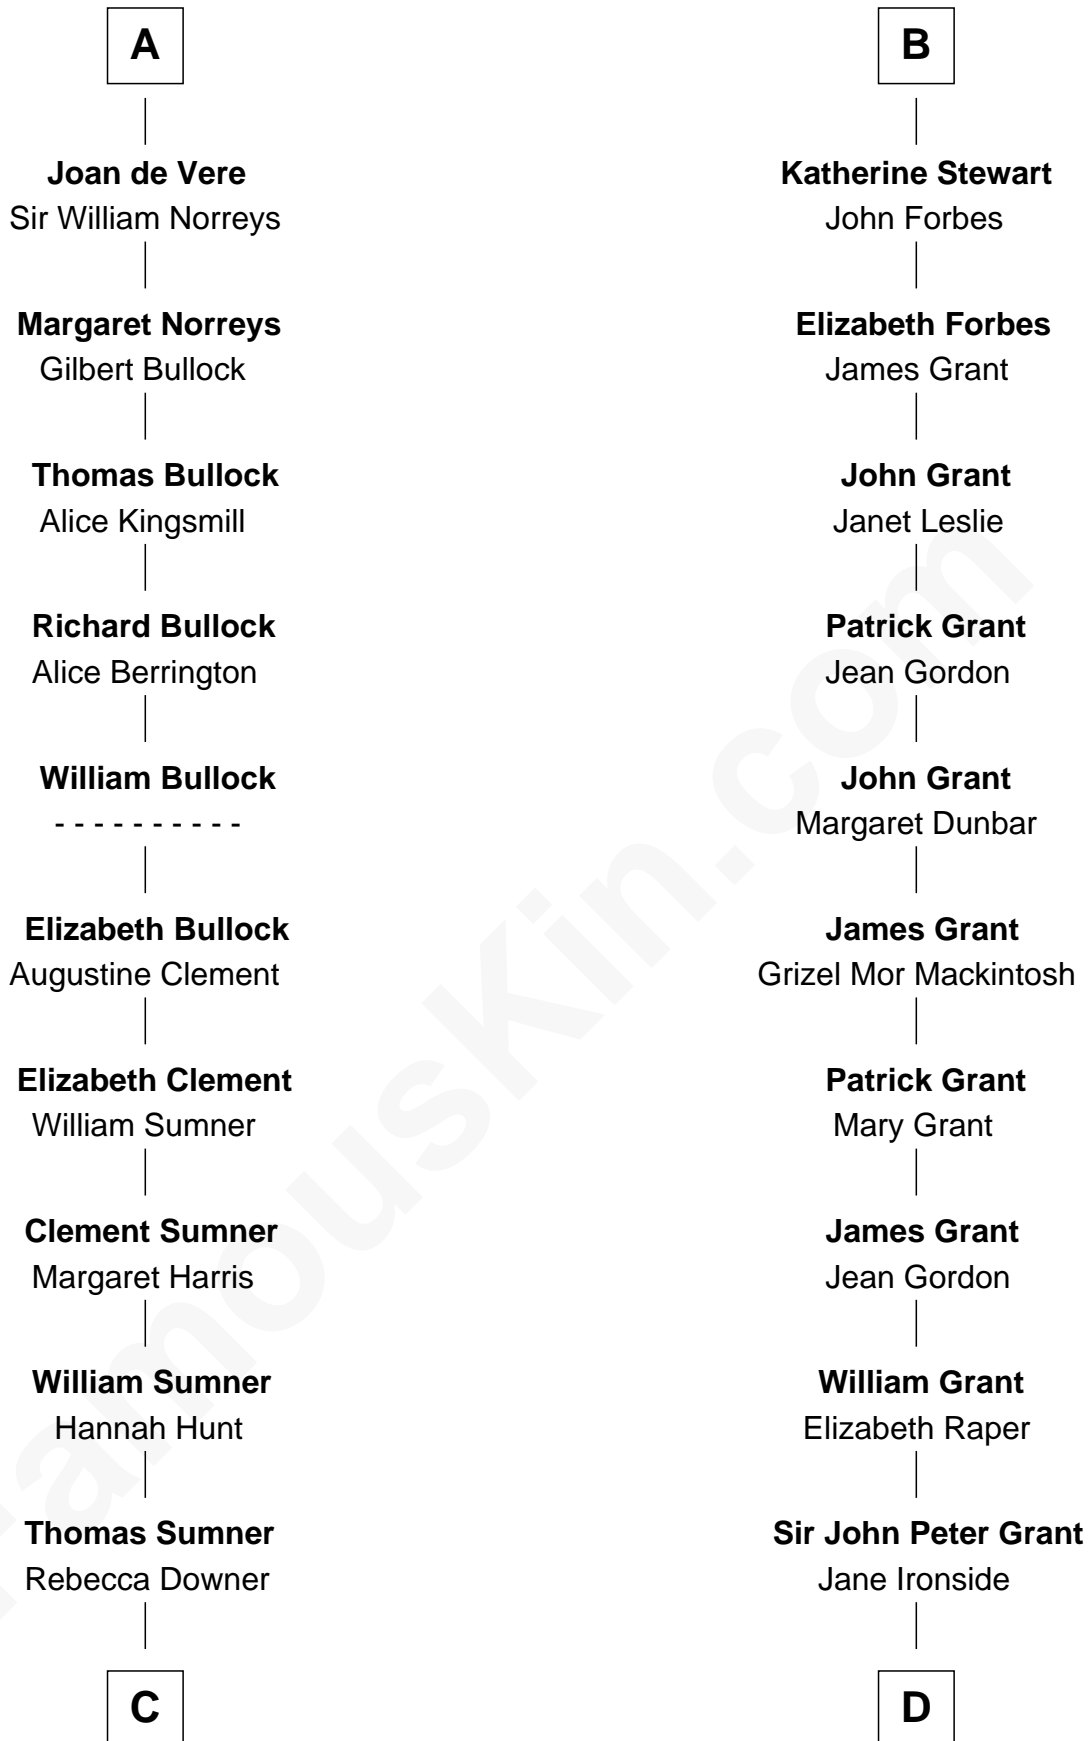 A
Joan de Vere
Sir William Norreys
Margaret Norreys
Gilbert Bullock
Thomas Bullock
Alice Kingsmill
Richard Bullock
Alice Berrington
William Bullock
- - - - - - - - - -
Elizabeth Bullock
Augustine Clement
Elizabeth Clement
William Sumner
Clement Sumner
Margaret Harris
William Sumner
Hannah Hunt
Thomas Sumner
Rebecca Downer
C
B
Katherine Stewart
John Forbes
Elizabeth Forbes
James Grant
John Grant
Janet Leslie
Patrick Grant
Jean Gordon
John Grant
Margaret Dunbar
James Grant
Grizel Mor Mackintosh
Patrick Grant
Mary Grant
James Grant
Jean Gordon
William Grant
Elizabeth Raper
Sir John Peter Grant
Jane Ironside
D
FamousKin.com